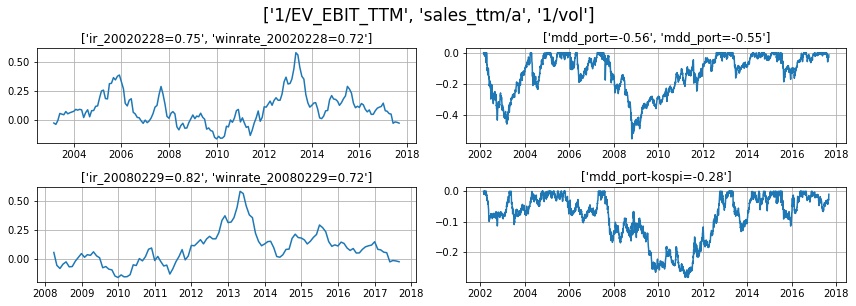 ['1/EV_EBIT_TTM', 'sales_ttm/a', '1/vol']
['ir_20020228=0.75', 'winrate_20020228=0.72']
0.50
0.25
0.00
2004 2006 2008 2010 2012 2014 2016 2018
['mdd_port=-0.56', 'mdd_port=-0.55']
0.0
−0.2
−0.4
2002 2004 2006 2008 2010 2012 2014 2016 2018
['ir_20080229=0.82', 'winrate_20080229=0.72']
0.50
0.25
0.00
2008 2009 2010 2011 2012 2013 2014 2015 2016 2017 2018
['mdd_port-kospi=-0.28']
0.0
−0.1
−0.2
2002 2004 2006 2008 2010 2012 2014 2016 2018